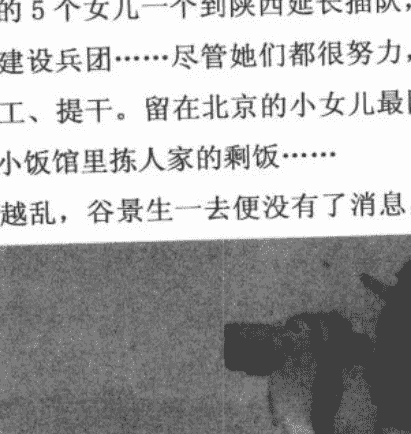 的5个女儿一个到陕西延长插队，
建设兵团……尽管她们都很努力，
工、提干。留在北京的小女儿最
小饭馆里拣人家的剩饭……
越乱，谷景生一去便没有了消息